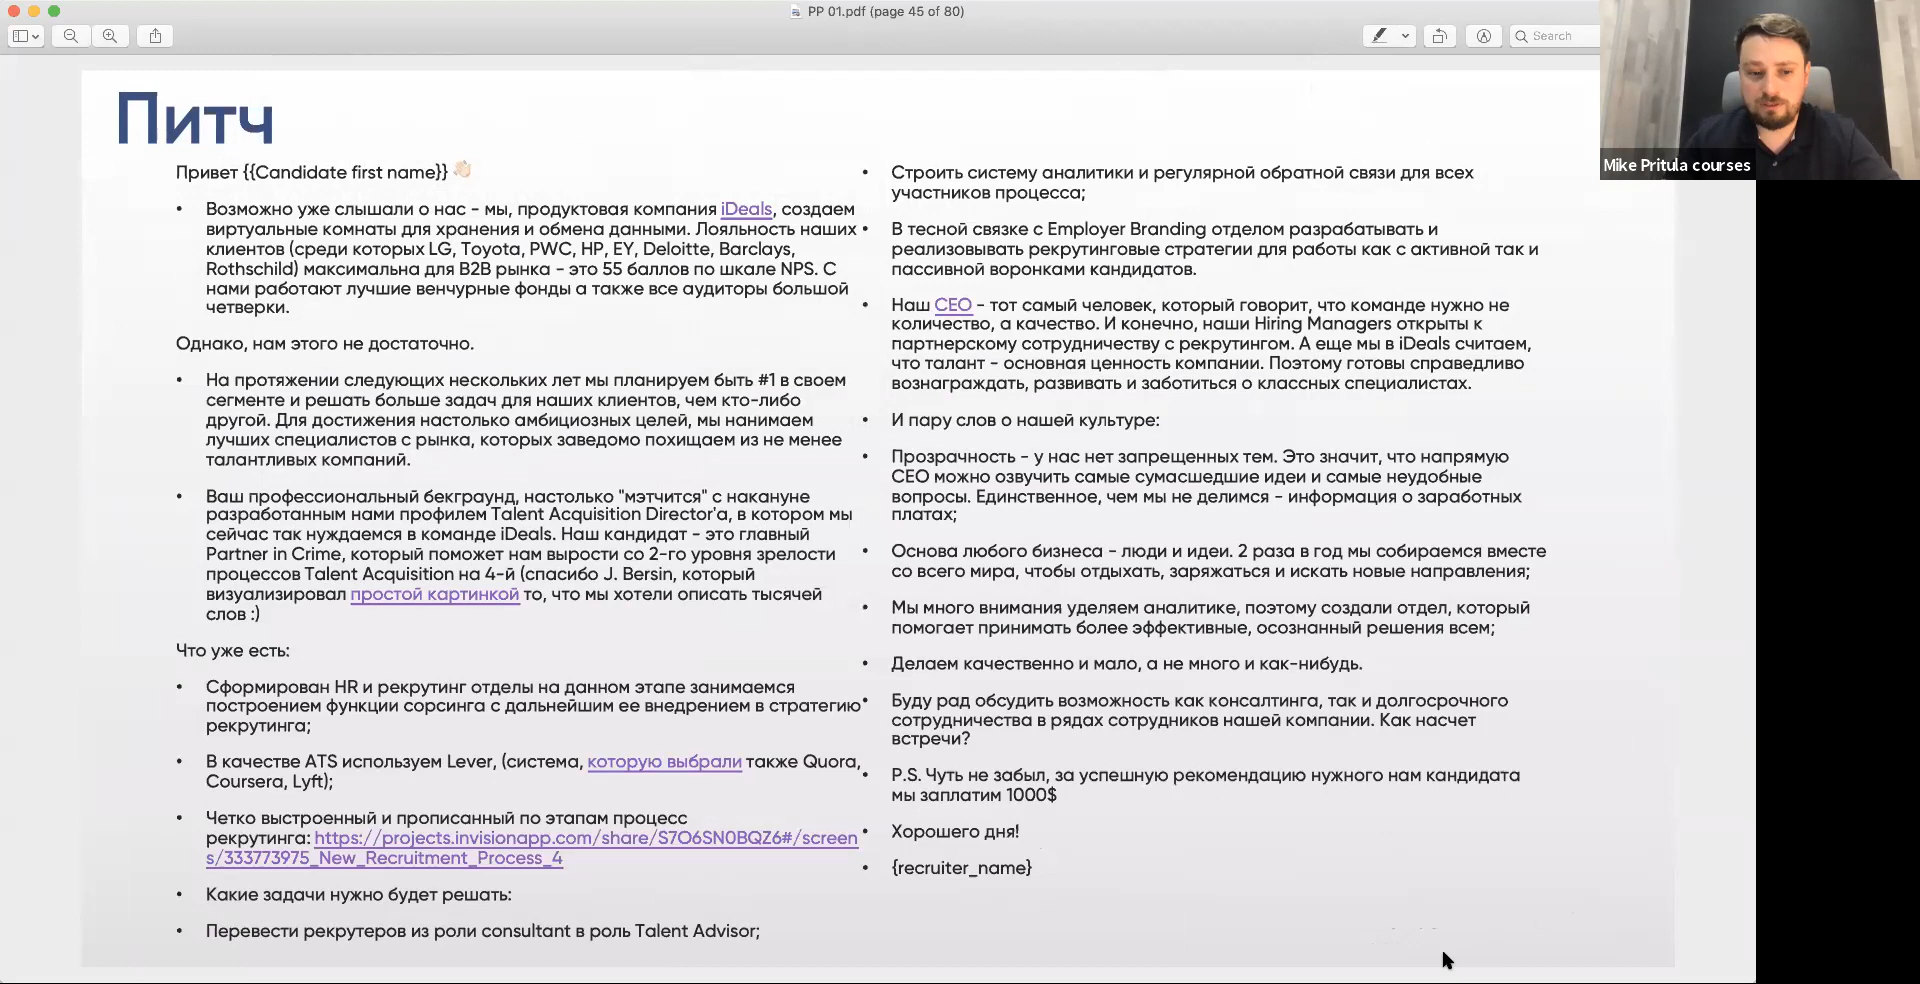 PP 01.pdf (page 45 of 80)
Search
Mike Pritula courses
Питч
Привет {{Candidate first name}} 👋🏻
• Возможно уже слышали о нас - мы, продуктовая компания iDeals, создаем
виртуальные комнаты для хранения и обмена данными. Лояльность наших
клиентов (среди которых LG, Toyota, PWC, HP, EY, Deloitte, Barclays,
Rothschild) максимальна для B2B рынка - это 55 баллов по шкале NPS. С
нами работают лучшие венчурные фонды а также все аудиторы большой
четверки.
Однако, нам этого не достаточно.
• На протяжении следующих нескольких лет мы планируем быть #1 в своем
сегменте и решать больше задач для наших клиентов, чем кто-либо
другой. Для достижения настолько амбициозных целей, мы нанимаем
лучших специалистов с рынка, которых заведомо похищаем из не менее
талантливых компаний.
• Ваш профессиональный бекграунд, настолько "мэтчится" с накануне
разработанным нами профилем Talent Acquisition Director'a, в котором мы
сейчас так нуждаемся в команде iDeals. Наш кандидат - это главный
Partner in Crime, который поможет нам вырости со 2-го уровня зрелости
процессов Talent Acquisition на 4-й (спасибо J. Bersin, который
визуализировал простой картинкой то, что мы хотели описать тысячей
слов :)
Что уже есть:
• Сформирован HR и рекрутинг отделы на данном этапе занимаемся
построением функции сорсинга с дальнейшим ее внедрением в стратегию
рекрутинга;
• В качестве ATS используем Lever, (система, которую выбрали также Quora,
Coursera, Lyft);
• Четко выстроенный и прописанный по этапам процесс
рекрутинга: https://projects.invisionapp.com/share/S7O6SN0BQZ6#/screen
s/333773975_New_Recruitment_Process_4
• Какие задачи нужно будет решать:
• Перевести рекрутеров из роли consultant в роль Talent Advisor;
• Строить систему аналитики и регулярной обратной связи для всех
участников процесса;
• В тесной связке с Employer Branding отделом разрабатывать и
реализовывать рекрутинговые стратегии для работы как с активной так и
пассивной воронками кандидатов.
• Наш CEO - тот самый человек, который говорит, что команде нужно не
количество, а качество. И конечно, наши Hiring Managers открыты к
партнерскому сотрудничеству с рекрутингом. А еще мы в iDeals считаем,
что талант - основная ценность компании. Поэтому готовы справедливо
вознаграждать, развивать и заботиться о классных специалистах.
• И пару слов о нашей культуре:
• Прозрачность - у нас нет запрещенных тем. Это значит, что напрямую
CEO можно озвучить самые сумасшедшие идеи и самые неудобные
вопросы. Единственное, чем мы не делимся - информация о заработных
платах;
• Основа любого бизнеса - люди и идеи. 2 раза в год мы собираемся вместе
со всего мира, чтобы отдыхать, заряжаться и искать новые направления;
• Мы много внимания уделяем аналитике, поэтому создали отдел, который
помогает принимать более эффективные, осознанный решения всем;
• Делаем качественно и мало, а не много и как-нибудь.
• Буду рад обсудить возможность как консалтинга, так и долгосрочного
сотрудничества в рядах сотрудников нашей компании. Как насчет
встречи?
• P.S. Чуть не забыл, за успешную рекомендацию нужного нам кандидата
мы заплатим 1000$
• Хорошего дня!
• {recruiter_name}